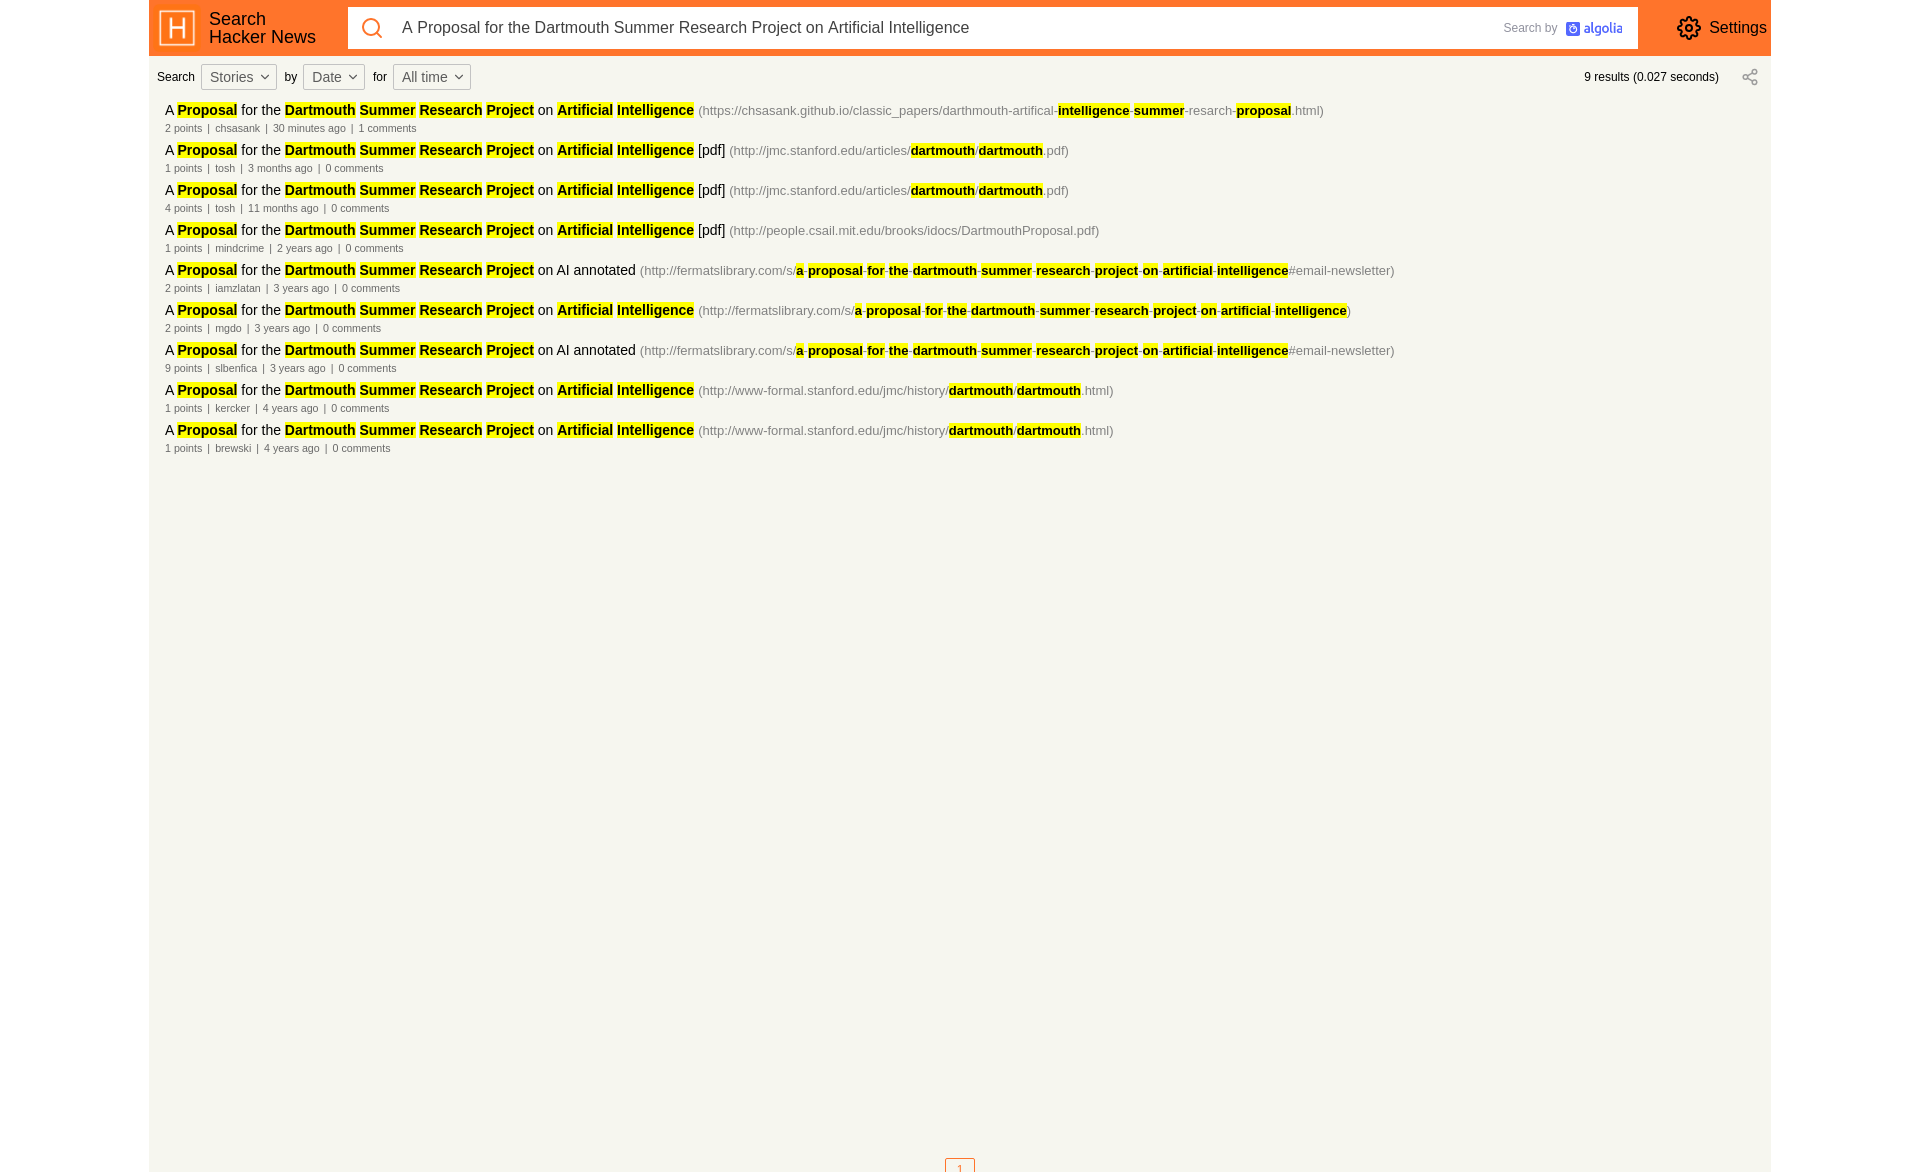 H
Search
Hacker News
A Proposal for the Dartmouth Summer Research Project on Artificial Intelligence
Search by algolia
Settings
Search Stories by Date for All time
9 results (0.027 seconds)
A Proposal for the Dartmouth Summer Research Project on Artificial Intelligence (https://chsasank.github.io/classic_papers/darthmouth-artifical-intelligence-summer-resarch-proposal.html)
2 points | chsasank | 30 minutes ago | 1 comments
A Proposal for the Dartmouth Summer Research Project on Artificial Intelligence [pdf] (http://jmc.stanford.edu/articles/dartmouth/dartmouth.pdf)
1 points | tosh | 3 months ago | 0 comments
A Proposal for the Dartmouth Summer Research Project on Artificial Intelligence [pdf] (http://jmc.stanford.edu/articles/dartmouth/dartmouth.pdf)
4 points | tosh | 11 months ago | 0 comments
A Proposal for the Dartmouth Summer Research Project on Artificial Intelligence [pdf] (http://people.csail.mit.edu/brooks/idocs/DartmouthProposal.pdf)
1 points | mindcrime | 2 years ago | 0 comments
A Proposal for the Dartmouth Summer Research Project on AI annotated (http://fermatslibrary.com/s/a-proposal-for-the-dartmouth-summer-research-project-on-artificial-intelligence#email-newsletter)
2 points | iamzlatan | 3 years ago | 0 comments
A Proposal for the Dartmouth Summer Research Project on Artificial Intelligence (http://fermatslibrary.com/s/a-proposal-for-the-dartmouth-summer-research-project-on-artificial-intelligence)
2 points | mgdo | 3 years ago | 0 comments
A Proposal for the Dartmouth Summer Research Project on AI annotated (http://fermatslibrary.com/s/a-proposal-for-the-dartmouth-summer-research-project-on-artificial-intelligence#email-newsletter)
9 points | slbenfica | 3 years ago | 0 comments
A Proposal for the Dartmouth Summer Research Project on Artificial Intelligence (http://www-formal.stanford.edu/jmc/history/dartmouth/dartmouth.html)
1 points | kercker | 4 years ago | 0 comments
A Proposal for the Dartmouth Summer Research Project on Artificial Intelligence (http://www-formal.stanford.edu/jmc/history/dartmouth/dartmouth.html)
1 points | brewski | 4 years ago | 0 comments
1